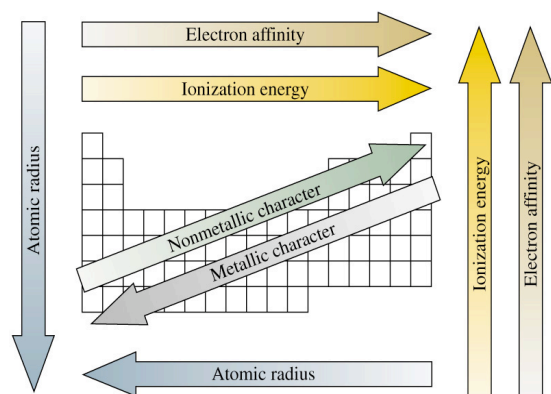 Electron affinity
Ionization energy
Atomic radius
Nonmetallic character
Metallic character
Ionization energy
Electron affinity
Atomic radius